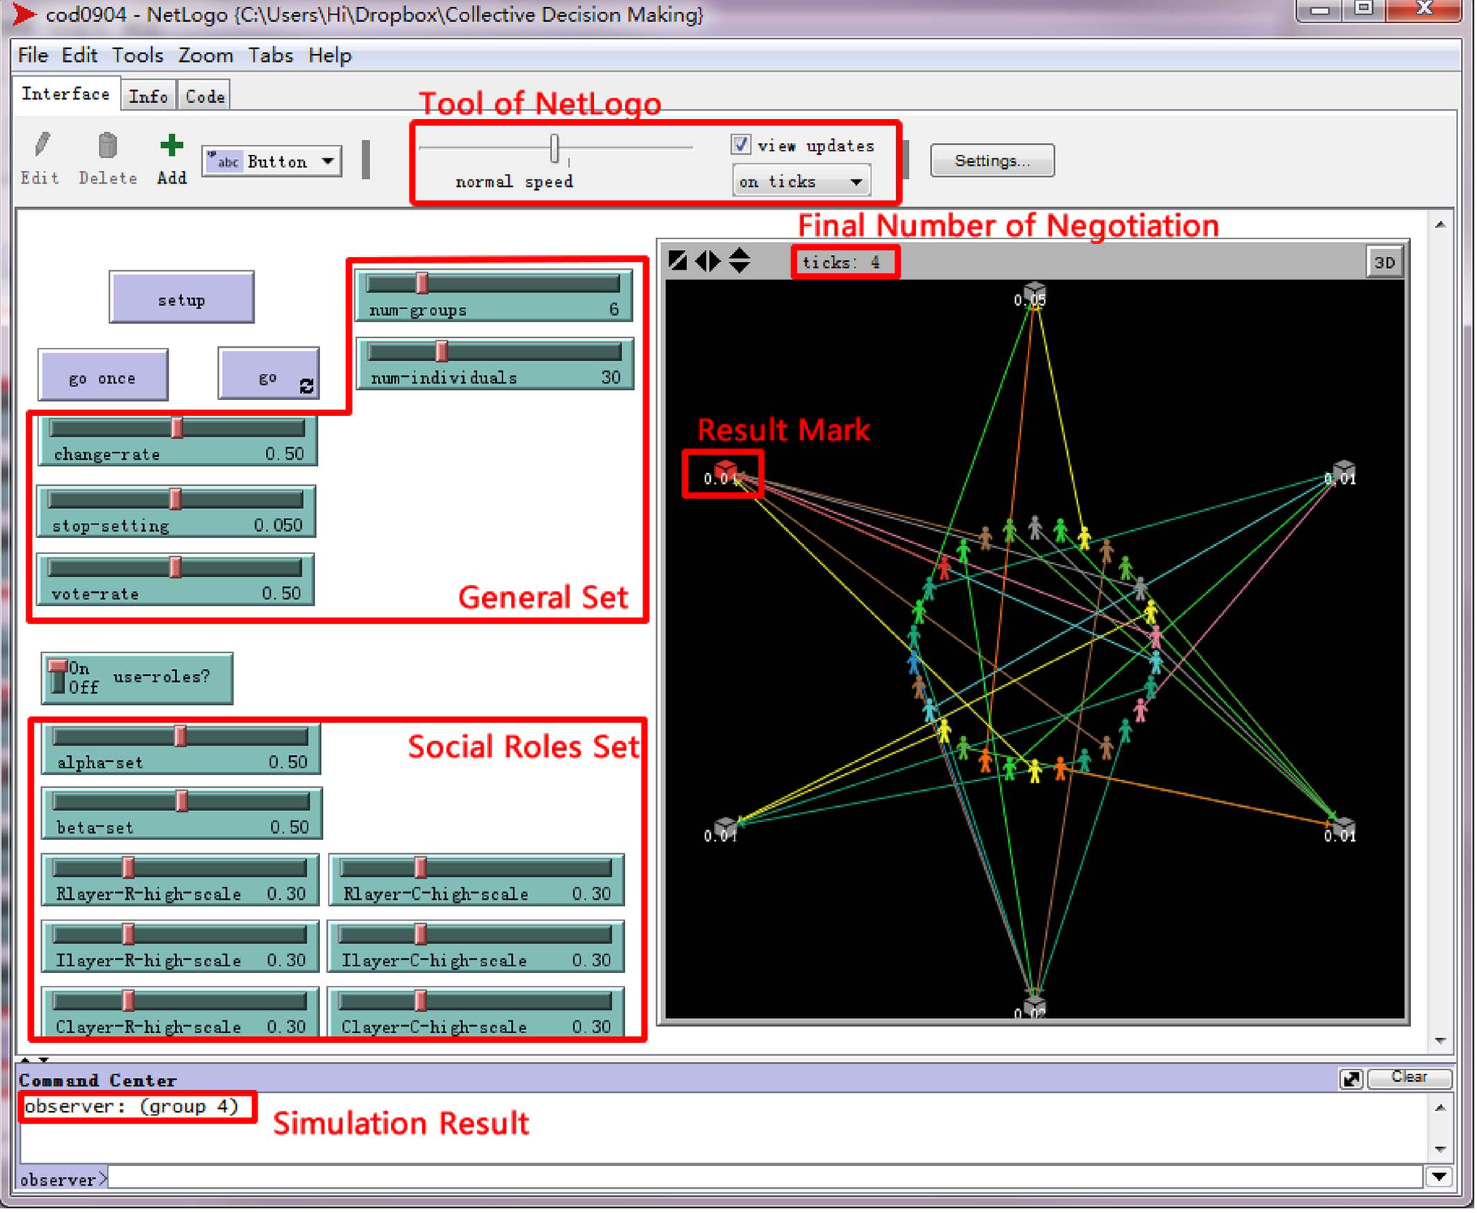 cod0904 - NetLogo {C:\Users\Hi\Dropbox\Collective Decision Making}
File Edit Tools Zoom Tabs Help
Interface Info Code
Tool of NetLogo
Edit Delete Add
abc Button
normal speed
view updates
on ticks
Settings...
Final Number of Negotiation
ticks: 4
3D
setup
go once
go
num-groups 6
num-individuals 30
change-rate 0.50
stop-setting 0.050
vote-rate 0.50
General Set
On
Off
use-roles?
Social Roles Set
alpha-set 0.50
beta-set 0.50
Rlayer-R-high-scale 0.30
Rlayer-C-high-scale 0.30
Ilayer-R-high-scale 0.30
Ilayer-C-high-scale 0.30
Clayer-R-high-scale 0.30
Clayer-C-high-scale 0.30
0.05
Result Mark
0.01
0.01
0.01
0.01
0.02
Command Center
Clear
observer: (group 4)
Simulation Result
observer>